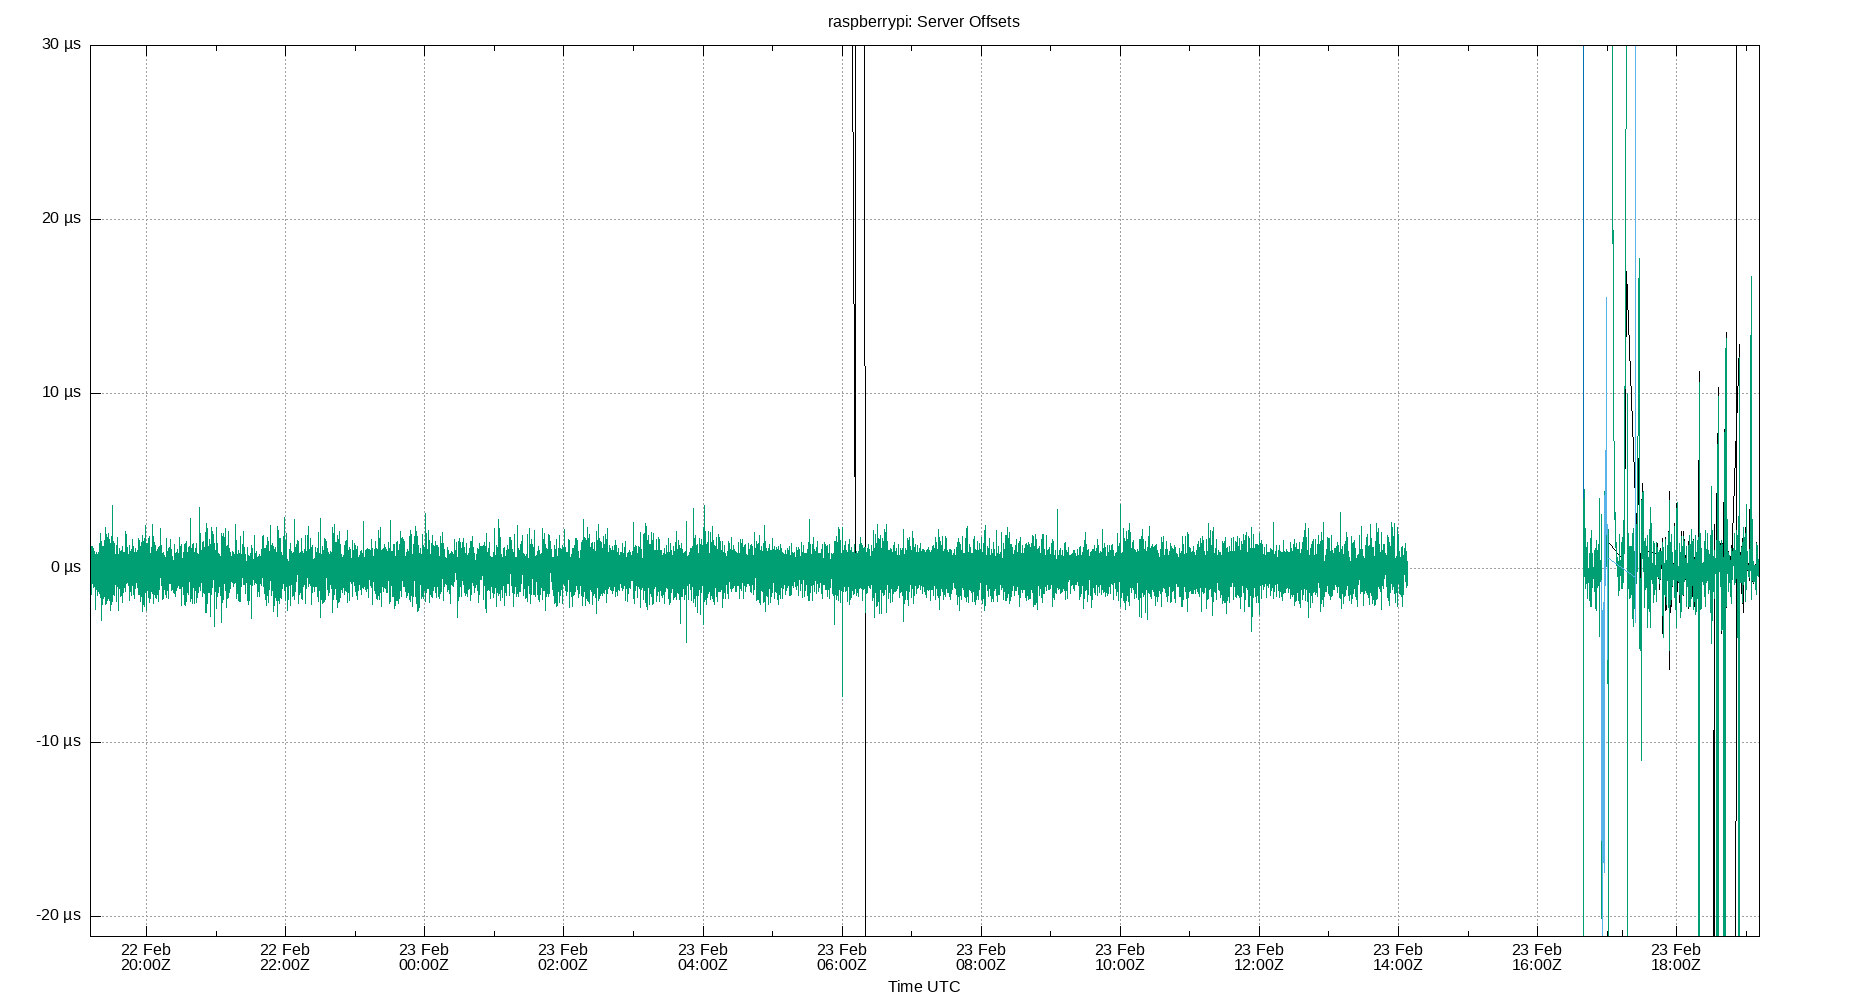 raspberrypi: Server Offsets
30 µs
20 µs
10 µs
0 µs
-10 µs
-20 µs
22 Feb 22 Feb 23 Feb 23 Feb 23 Feb 23 Feb 23 Feb 23 Feb 23 Feb 23 Feb 23 Feb 23 Feb
20:00Z 22:00Z 00:00Z 02:00Z 04:00Z 06:00Z 08:00Z 10:00Z 12:00Z 14:00Z 16:00Z 18:00Z
Time UTC